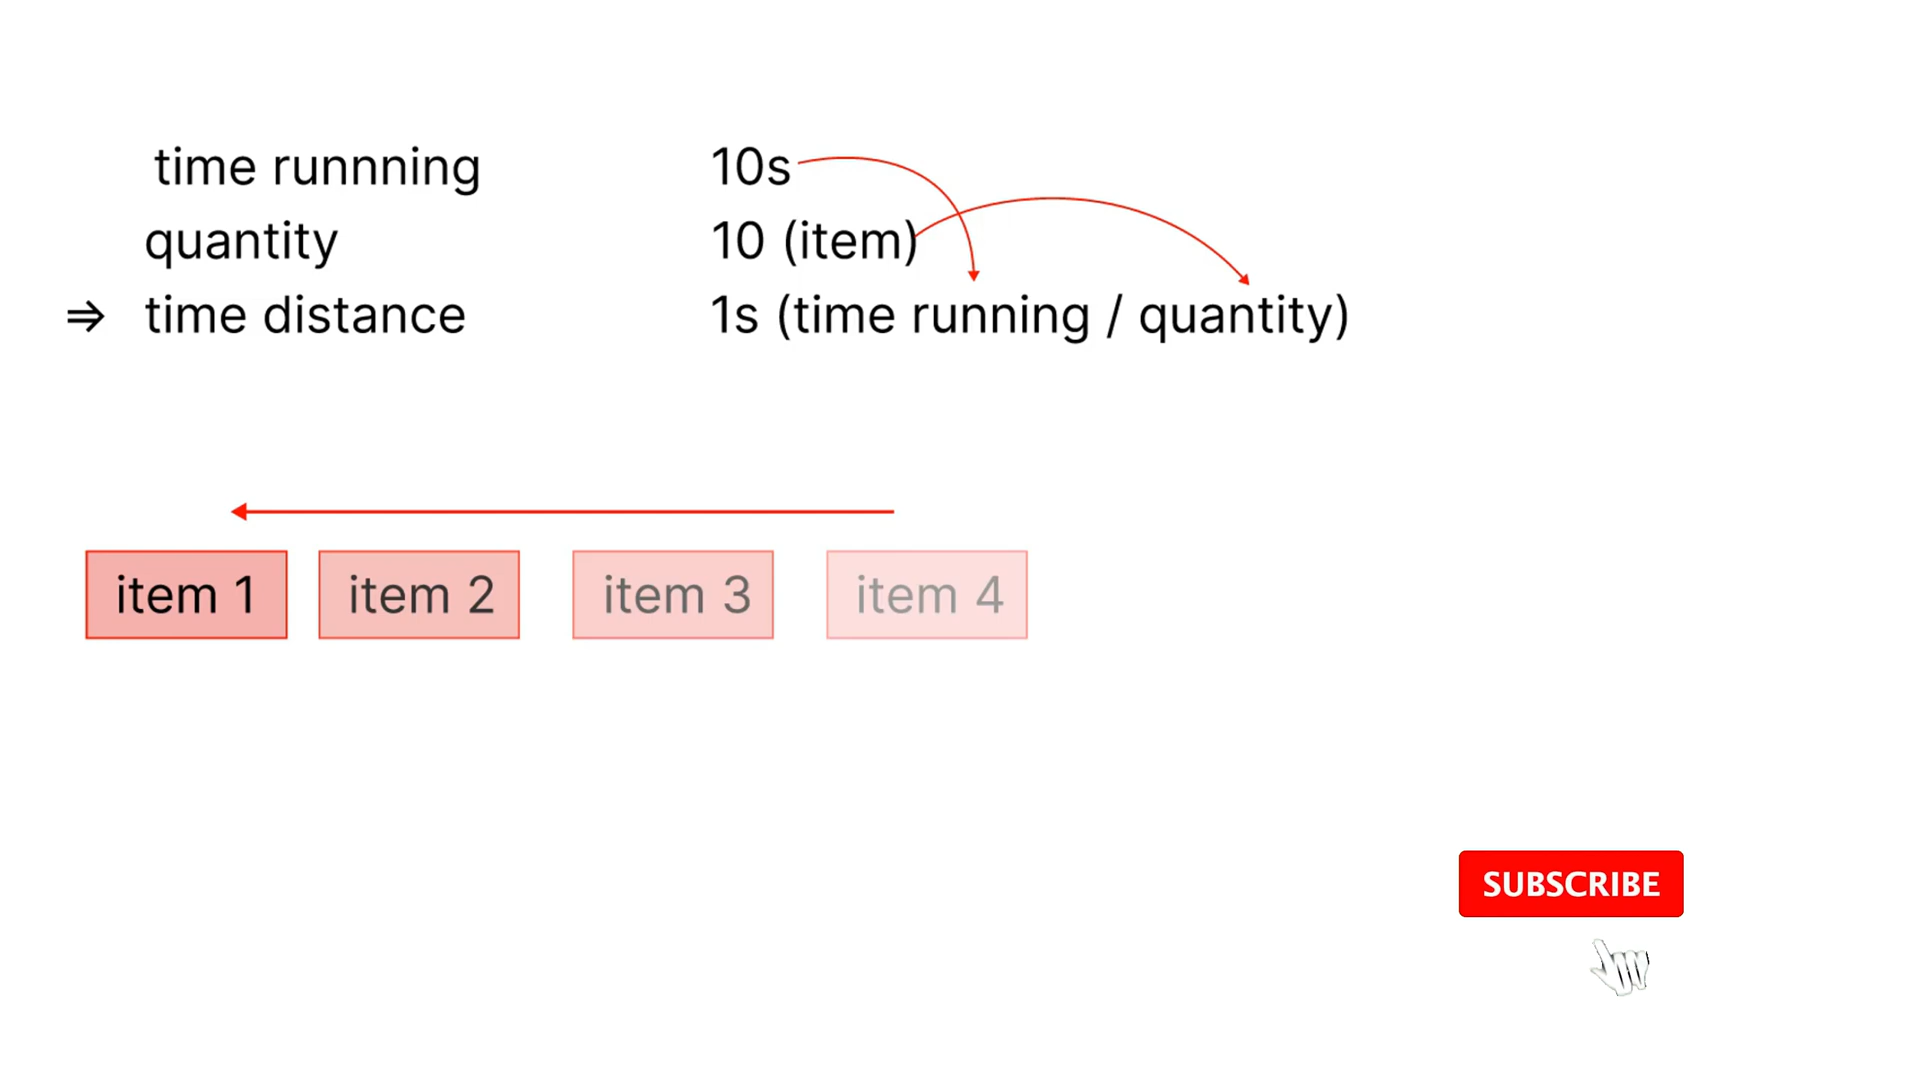 time runnning 10s
quantity 10 (item)
⇒ time distance 1s (time running / quantity)
item 1 item 2 item 3 item 4
SUBSCRIBE